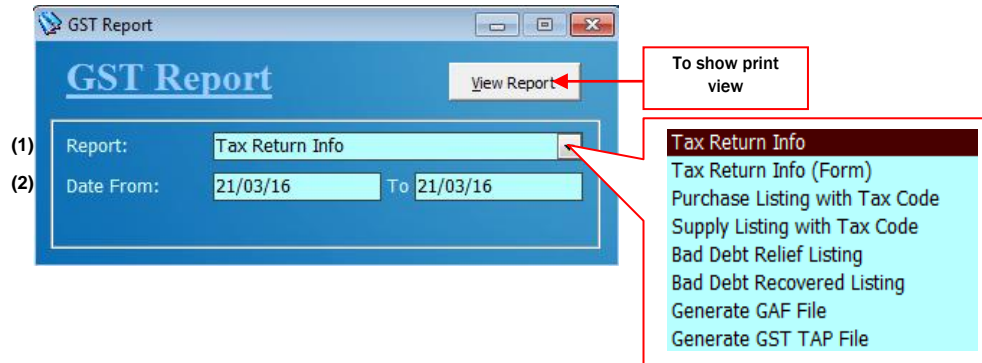 GST Report
GST Report
View Report
To show print
view
(1) Report: Tax Return Info
(2) Date From: 21/03/16 To 21/03/16
Tax Return Info
Tax Return Info (Form)
Purchase Listing with Tax Code
Supply Listing with Tax Code
Bad Debt Relief Listing
Bad Debt Recovered Listing
Generate GAF File
Generate GST TAP File